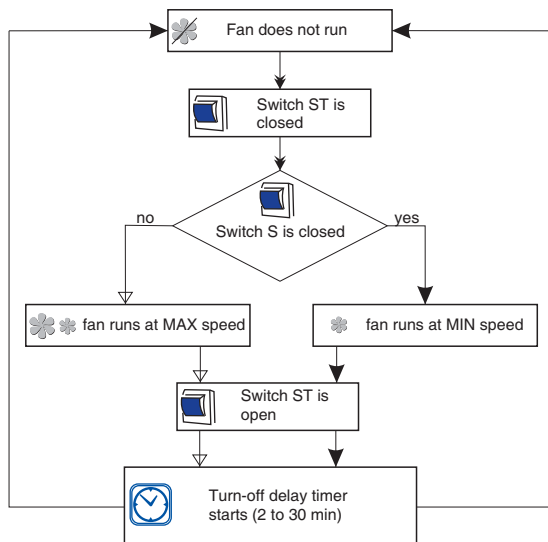 Fan does not run
Switch ST is
closed
no
yes
Switch S is closed
fan runs at MAX speed
fan runs at MIN speed
Switch ST is
open
Turn-off delay timer
starts (2 to 30 min)